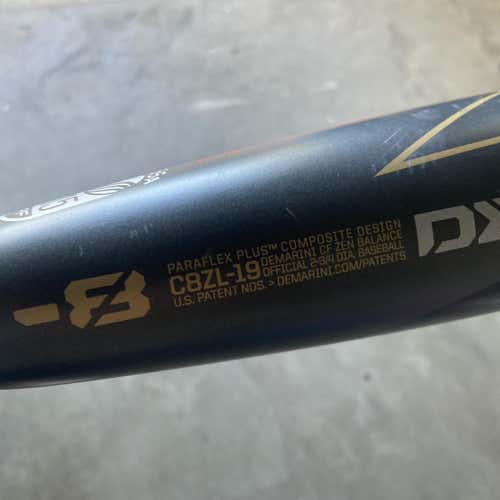 -8
PARAFLEX PLUS™ COMPOSITE DESIGN
C8ZL-19
DEMARINI CF ZEN BALANCE
OFFICIAL 2-3/4 DIA. BASEBALL
U.S. PATENT NOS. > DEMARINI.COM/PATENTS